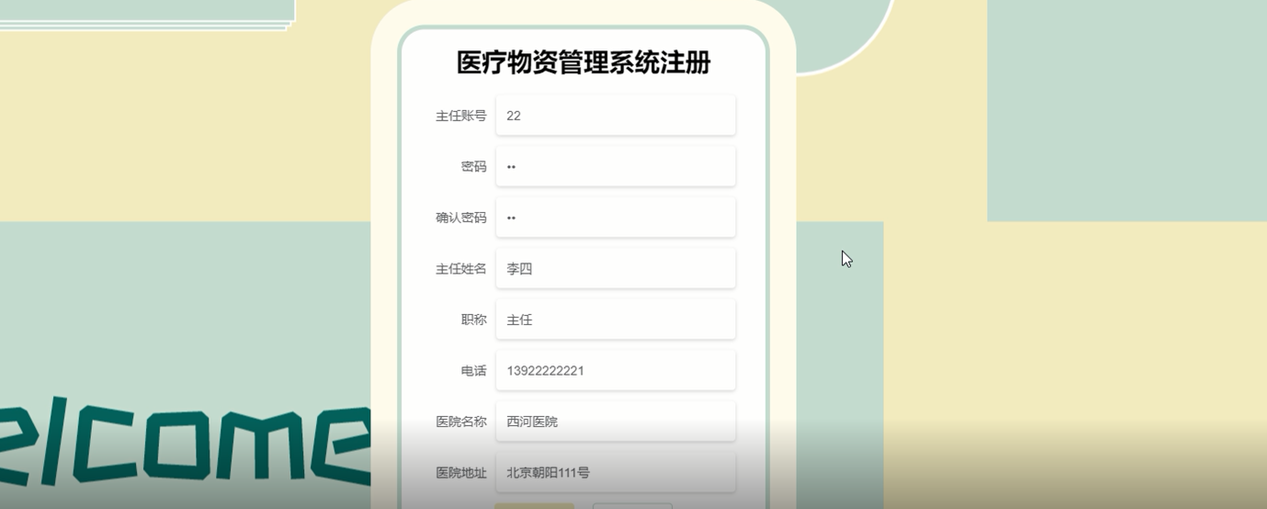 医疗物资管理系统注册
主任账号 22
密码 ••
确认密码 ••
主任姓名 李四
职称 主任
电话 13922222221
医院名称 西河医院
医院地址 北京朝阳111号
elcome